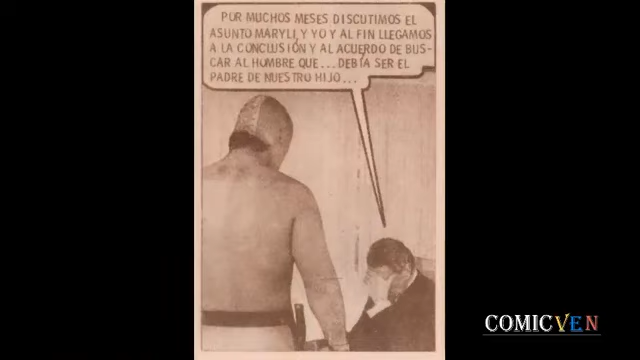 POR MUCHOS MESES DISCUTIMOS EL
ASUNTO MARYLI, Y YO Y AL FIN LLEGAMOS
A LA CONCLUSIÓN Y AL ACUERDO DE BUS-
CAR AL HOMBRE QUE... DEBÍA SER EL
PADRE DE NUESTRO HIJO...
COMICVEN